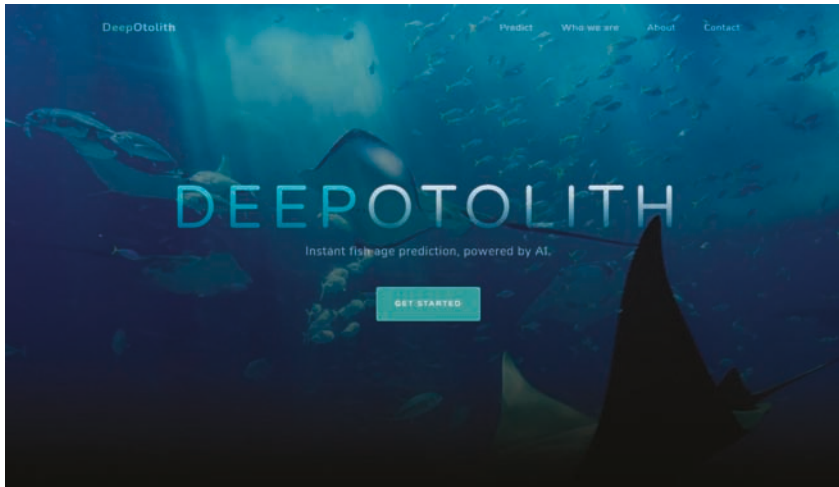 DeepOtolith
Predict Who we are About Contact
DEEPOTOLITH
Instant fish age prediction, powered by AI.
GET STARTED